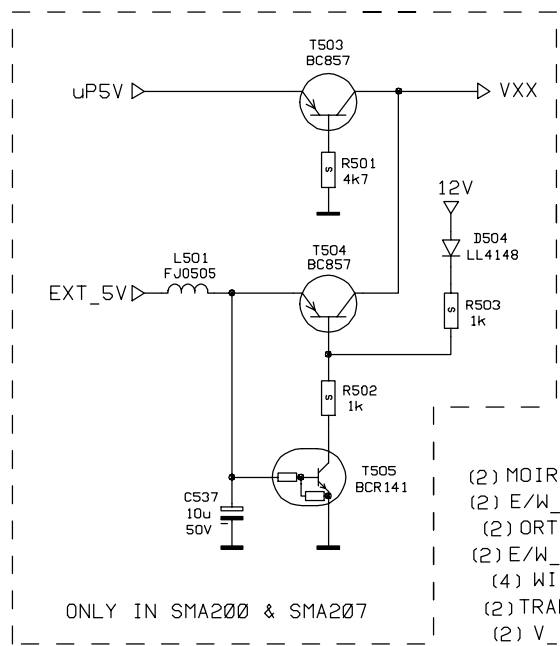 T503
BC857
uP5V
VXX
R501
4k7
12V
D504
LL4148
L501
FJ0505
T504
BC857
EXT_5V
R503
1k
R502
1k
T505
BCR141
C537
10u
50V
(2) MOIR
(2) E/W_
(2) ORT
(2) E/W_
(4) WI
(2) TRA
(2) V_
ONLY IN SMA200 & SMA207